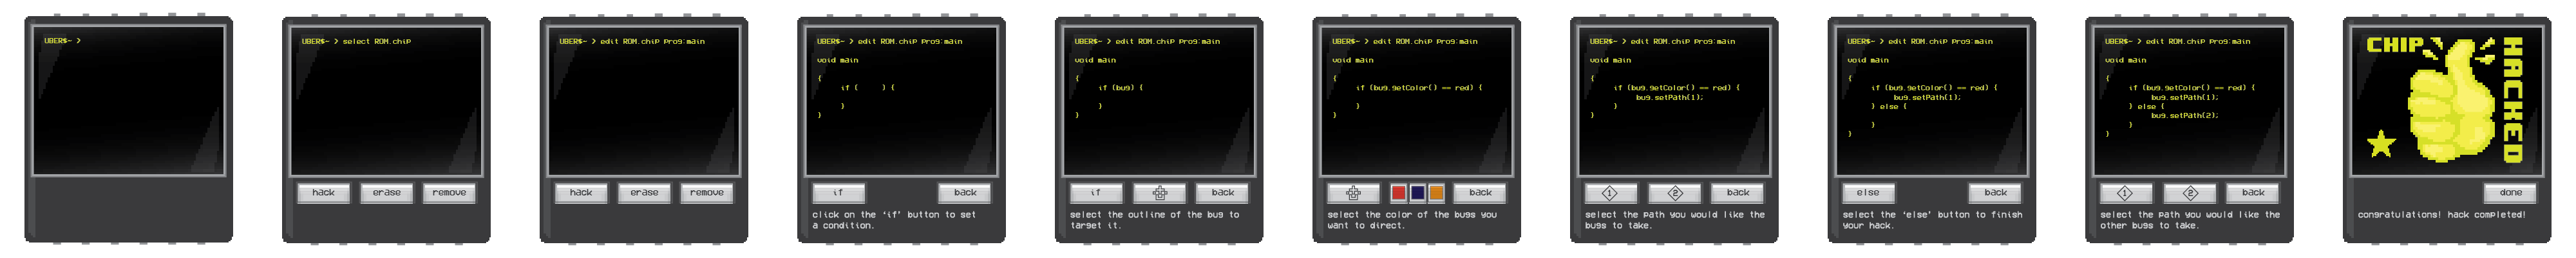 UBER$~ >
UBER$~ > select ROM.chip
hack erase remove
UBER$~ > edit ROM.chip Prog:main
hack erase remove
UBER$~ > edit ROM.chip Prog:main
void main
{
if ( ) {
}
}
if back
click on the 'if' button to set
a condition.
UBER$~ > edit ROM.chip Prog:main
void main
{
if (bug) {
}
}
if back
select the outline of the bug to
target it.
UBER$~ > edit ROM.chip Prog:main
void main
{
if (bug.getColor() == red) {
}
}
back
select the color of the bugs you
want to direct.
UBER$~ > edit ROM.chip Prog:main
void main
{
if (bug.getColor() == red) {
bug.setPath(1);
}
}
1 2 back
select the path you would like the
bugs to take.
UBER$~ > edit ROM.chip Prog:main
void main
{
if (bug.getColor() == red) {
bug.setPath(1);
} else {
}
}
else back
select the 'else' button to finish
your hack.
UBER$~ > edit ROM.chip Prog:main
void main
{
if (bug.getColor() == red) {
bug.setPath(1);
} else {
bug.setPath(2);
}
}
1 2 back
select the path you would like the
other bugs to take.
CHIP
HACKED
done
congratulations! hack completed!